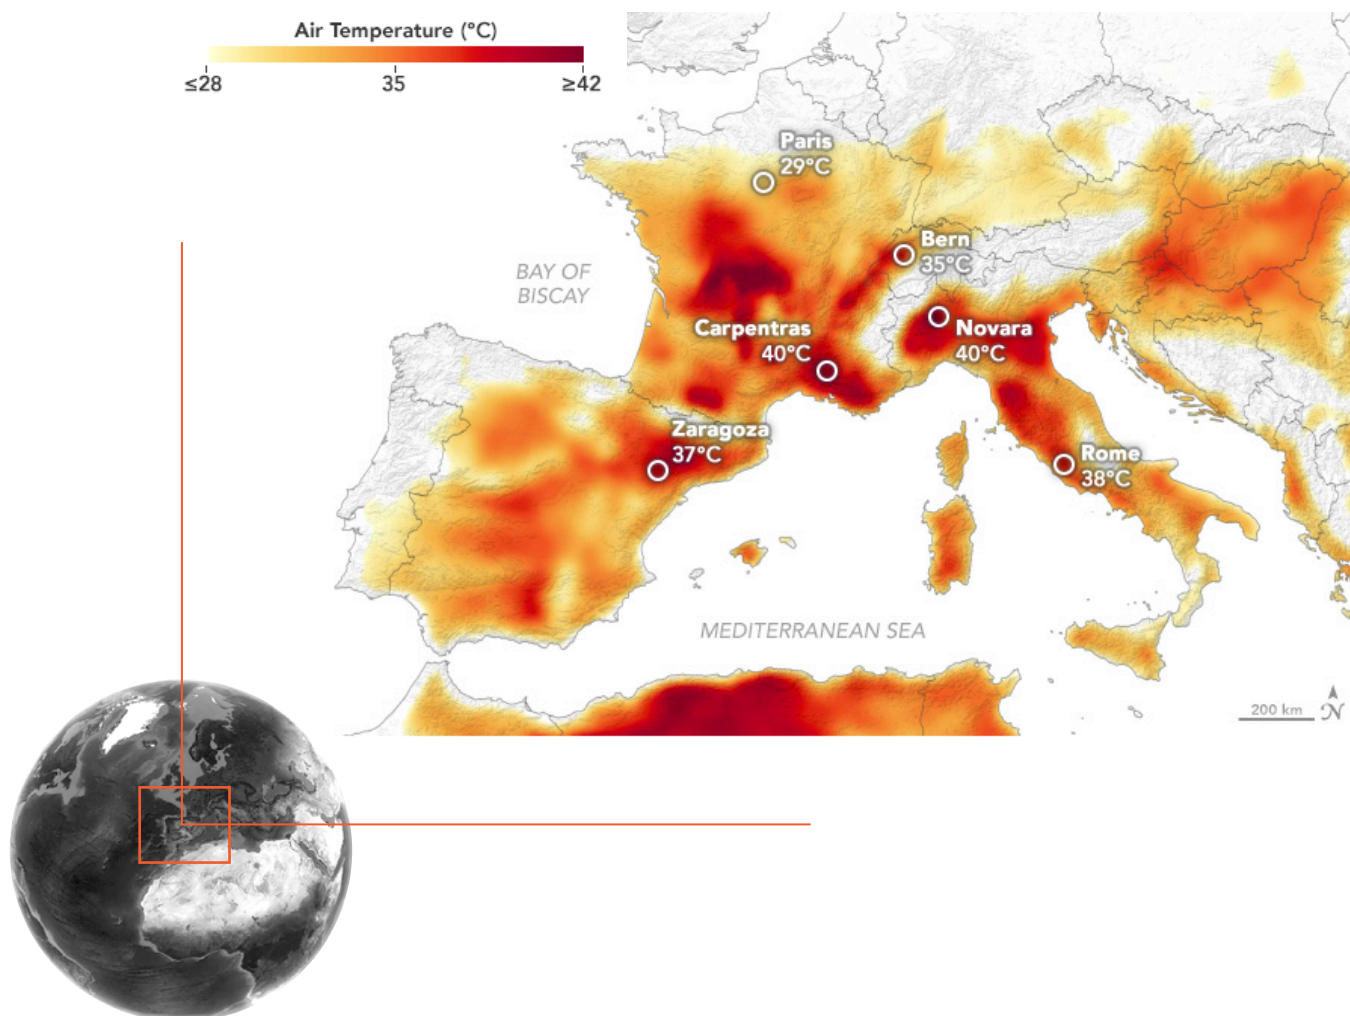 Air Temperature (°C)
≤28
35
≥42
Paris
29°C
Bern
35°C
BAY OF
BISCAY
Carpentras
40°C
Novara
40°C
Zaragoza
37°C
Rome
38°C
MEDITERRANEAN SEA
200 km
N